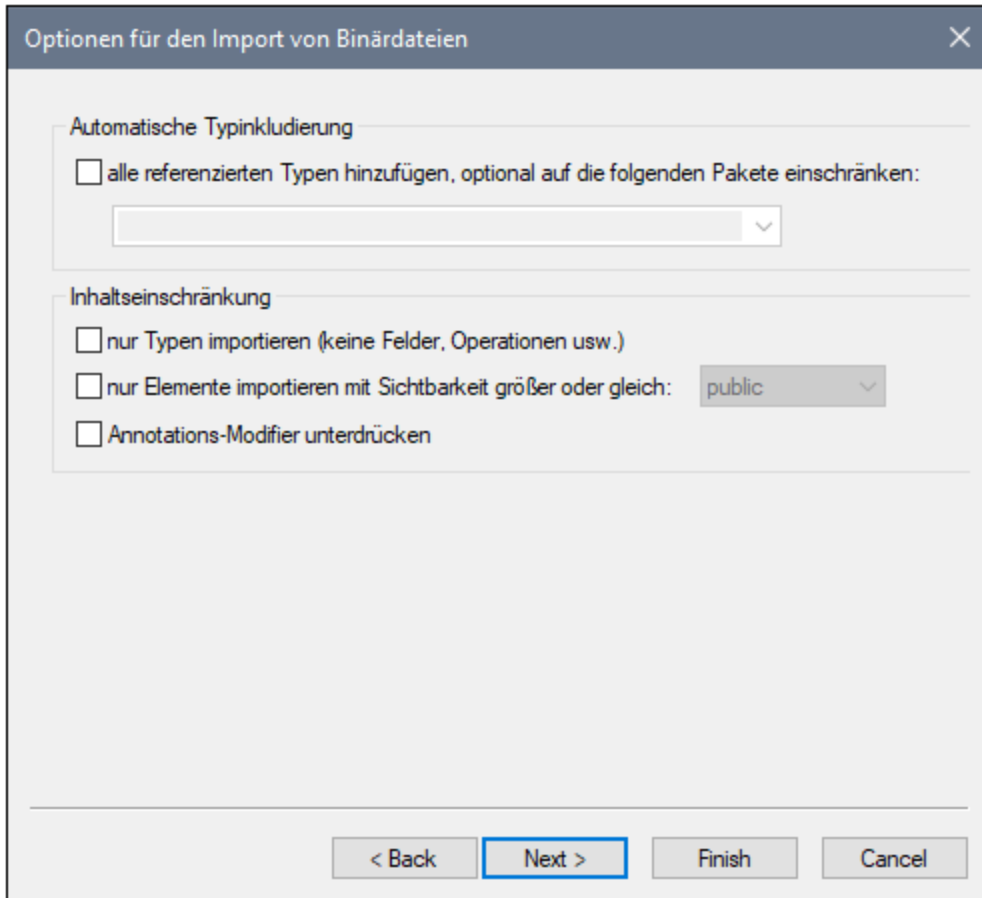 Optionen für den Import von Binärdateien
Automatische Typinkludierung
alle referenzierten Typen hinzufügen, optional auf die folgenden Pakete einschränken:
Inhaltseinschränkung
nur Typen importieren (keine Felder, Operationen usw.)
nur Elemente importieren mit Sichtbarkeit größer oder gleich: public
Annotations-Modifier unterdrücken
< Back Next > Finish Cancel